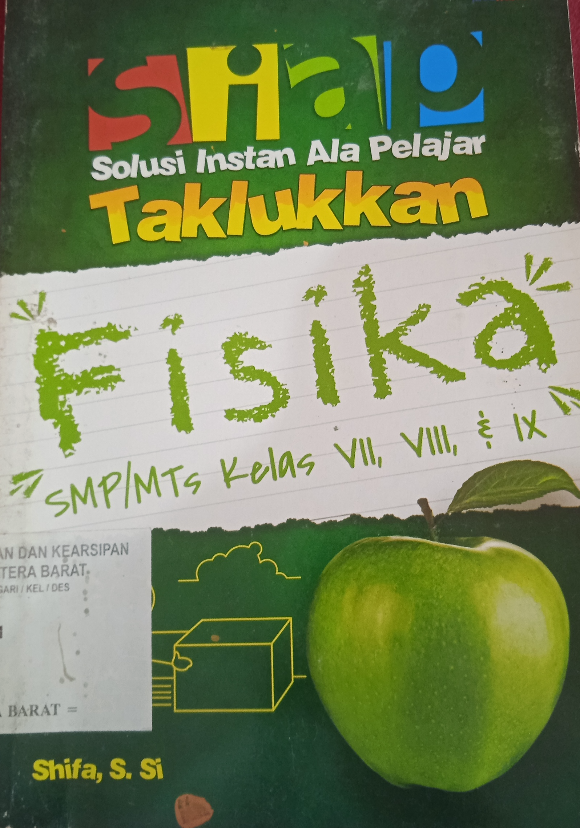 siap
Solusi Instan Ala Pelajar
Taklukkan
Fisika
SMP/MTs Kelas VII, VIII, & IX
AN DAN KEARSIPAN
TERA BARAT
GARI / KEL / DES
BARAT =
Shifa, S. Si